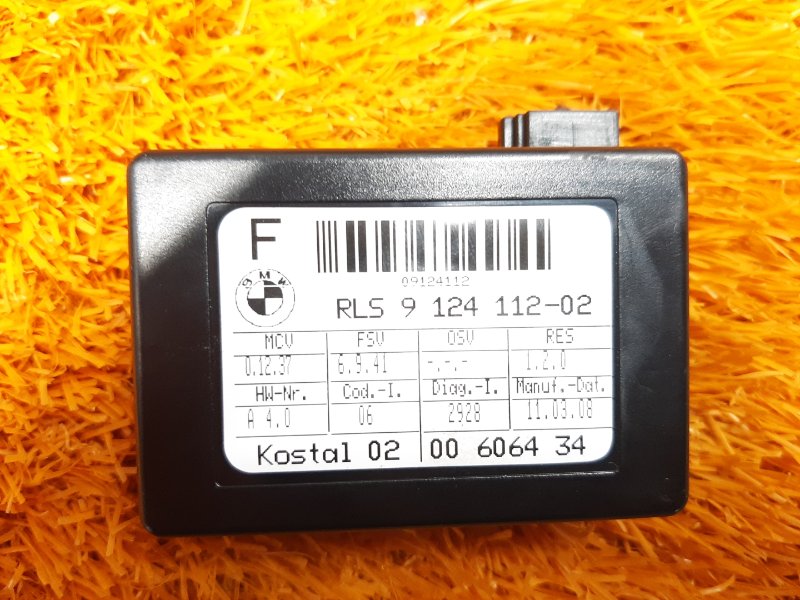 F
09124112
BMW
RLS 9 124 112-02
MCV FSV OSV RES
0.12.37 6.9.41 -.-.- 1.2.0
HW-Nr. Cod.-I. Diag.-I. Manuf.-Dat.
A 4.0 06 2928 11.03.08
Kostal 02 00 6064 34